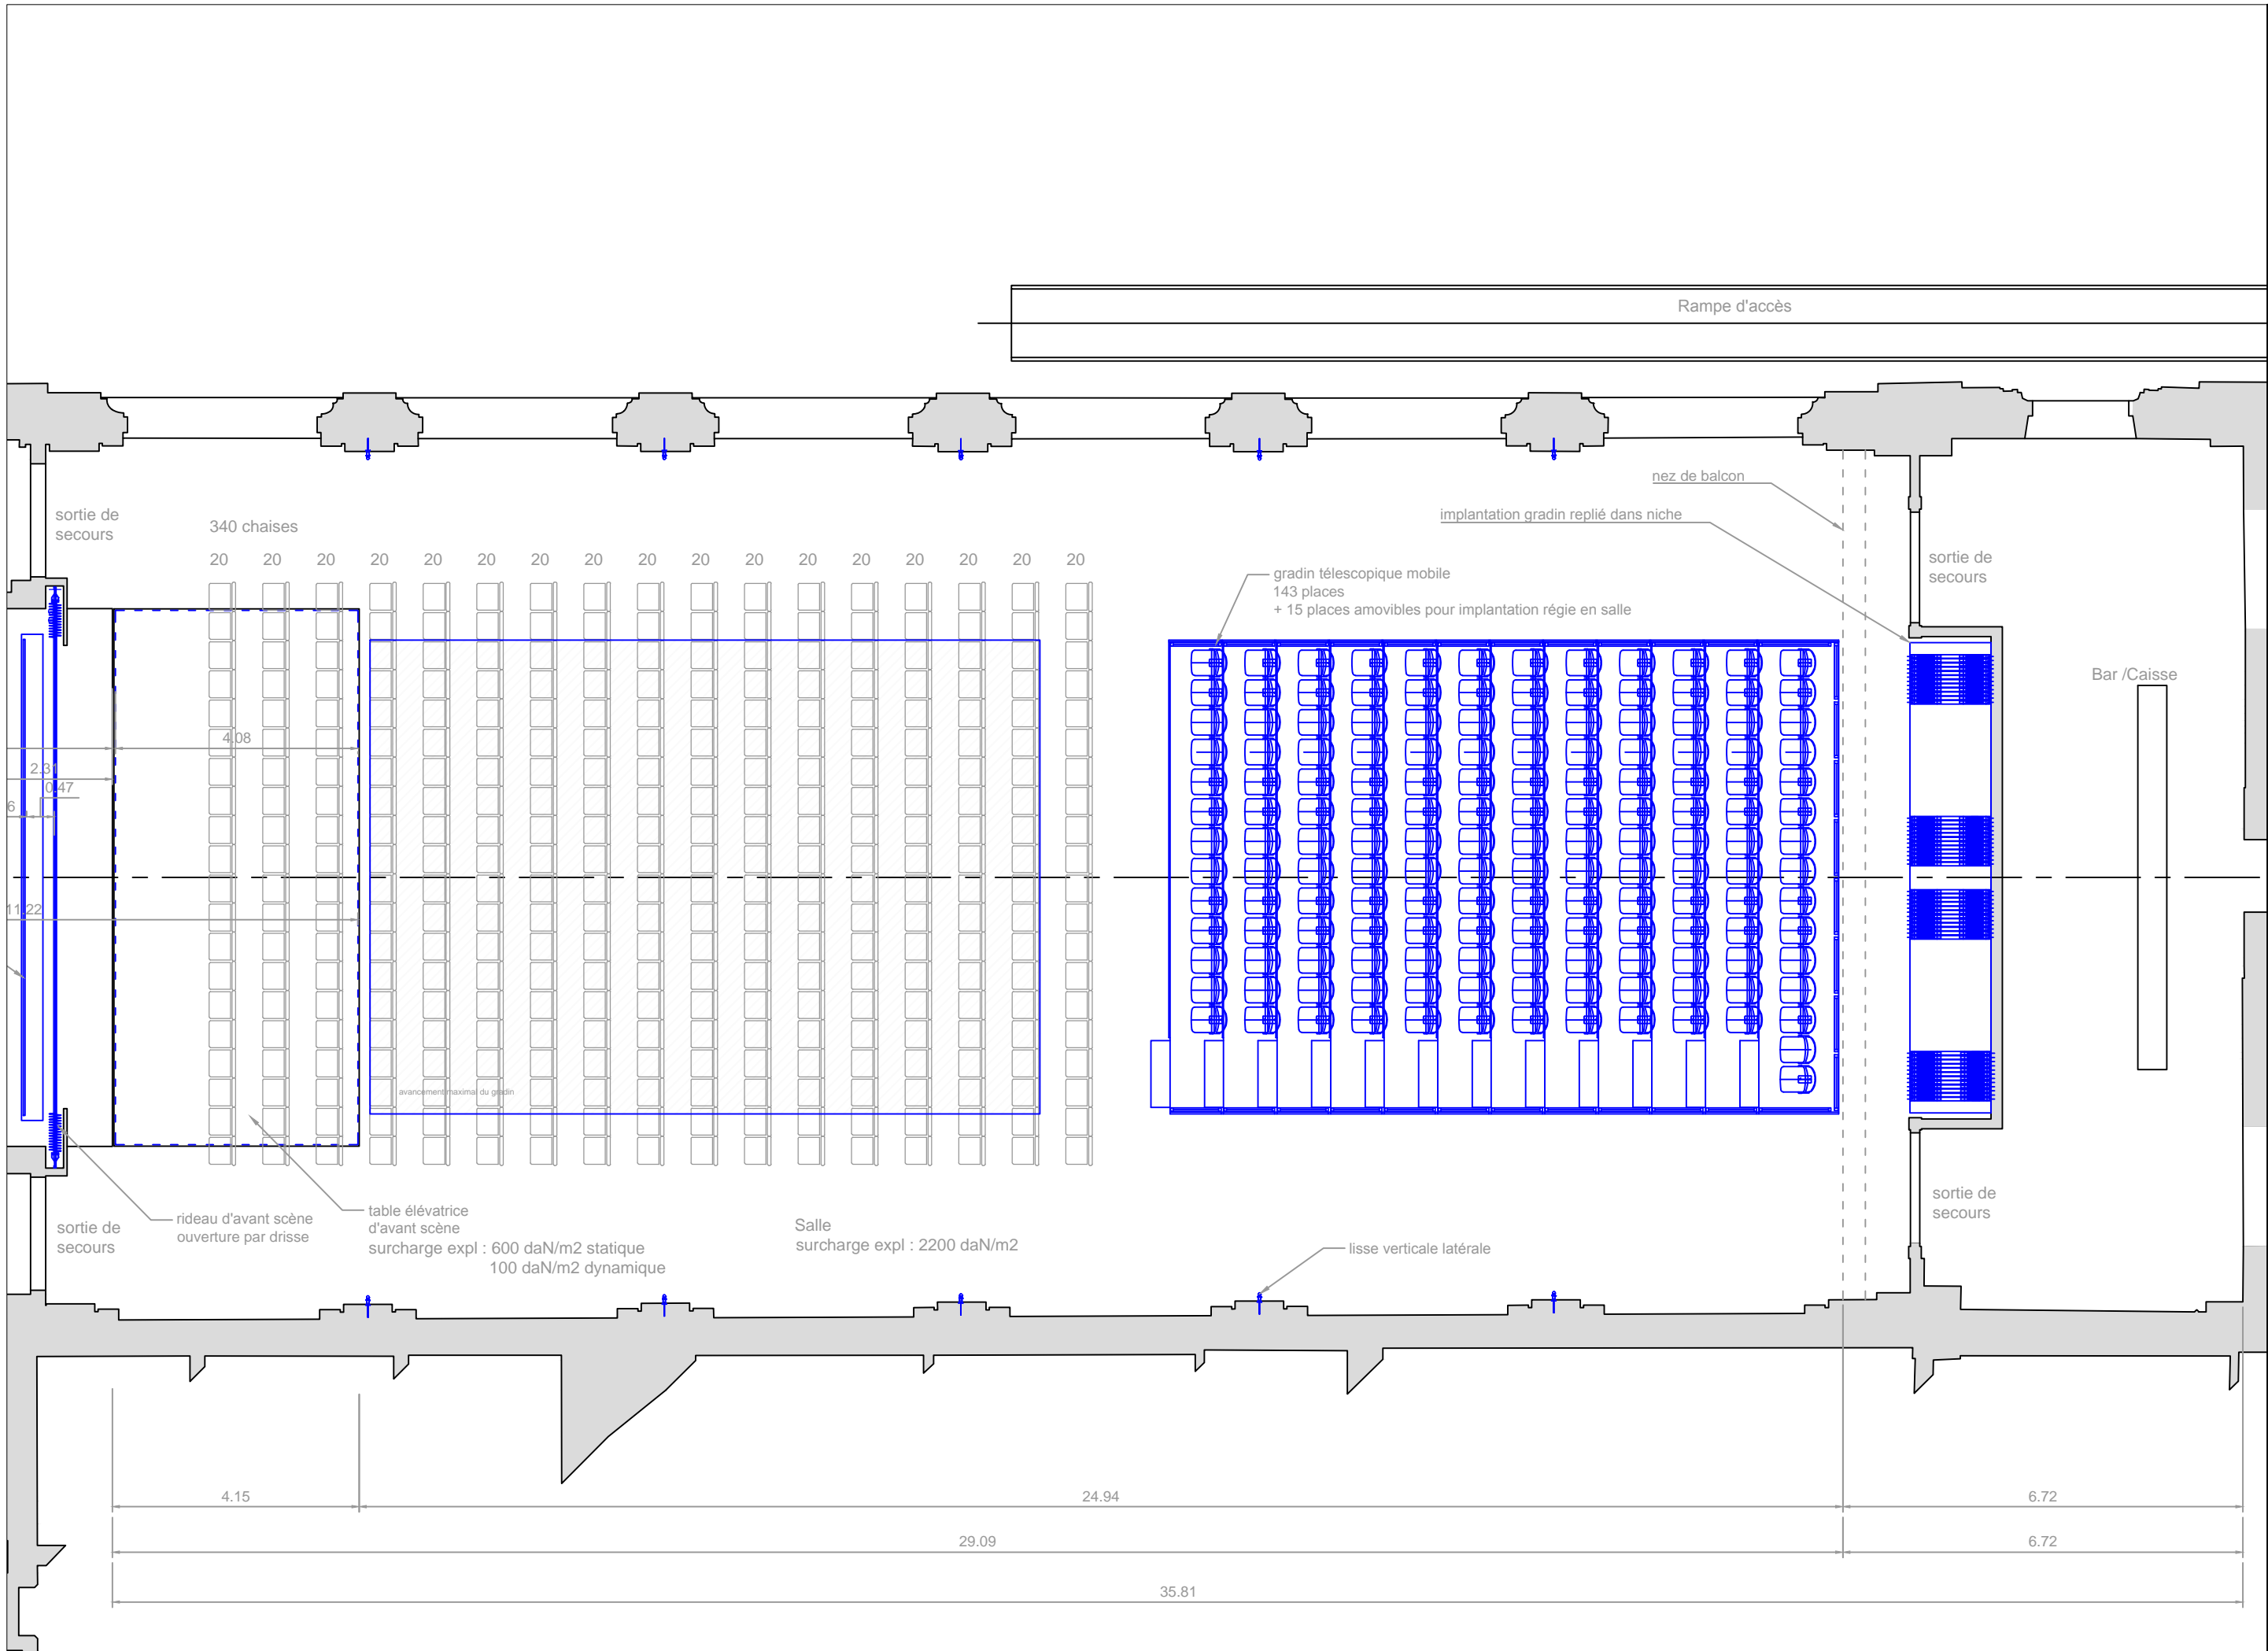 Rampe d'accès
nez de balcon
implantation gradin replié dans niche
sortie de
secours
340 chaises
20 20 20 20 20 20 20 20 20 20 20 20 20 20 20 20 20
sortie de
secours
gradin télescopique mobile
143 places
+ 15 places amovibles pour implantation régie en salle
Bar /Caisse
4.08
2.31
0.47
6
11.22
avancement maximal du gradin
sortie de
secours
rideau d'avant scène
ouverture par drisse
table élévatrice
d'avant scène
surcharge expl : 600 daN/m2 statique
100 daN/m2 dynamique
Salle
surcharge expl : 2200 daN/m2
lisse verticale latérale
sortie de
secours
4.15 24.94 6.72
29.09 6.72
35.81